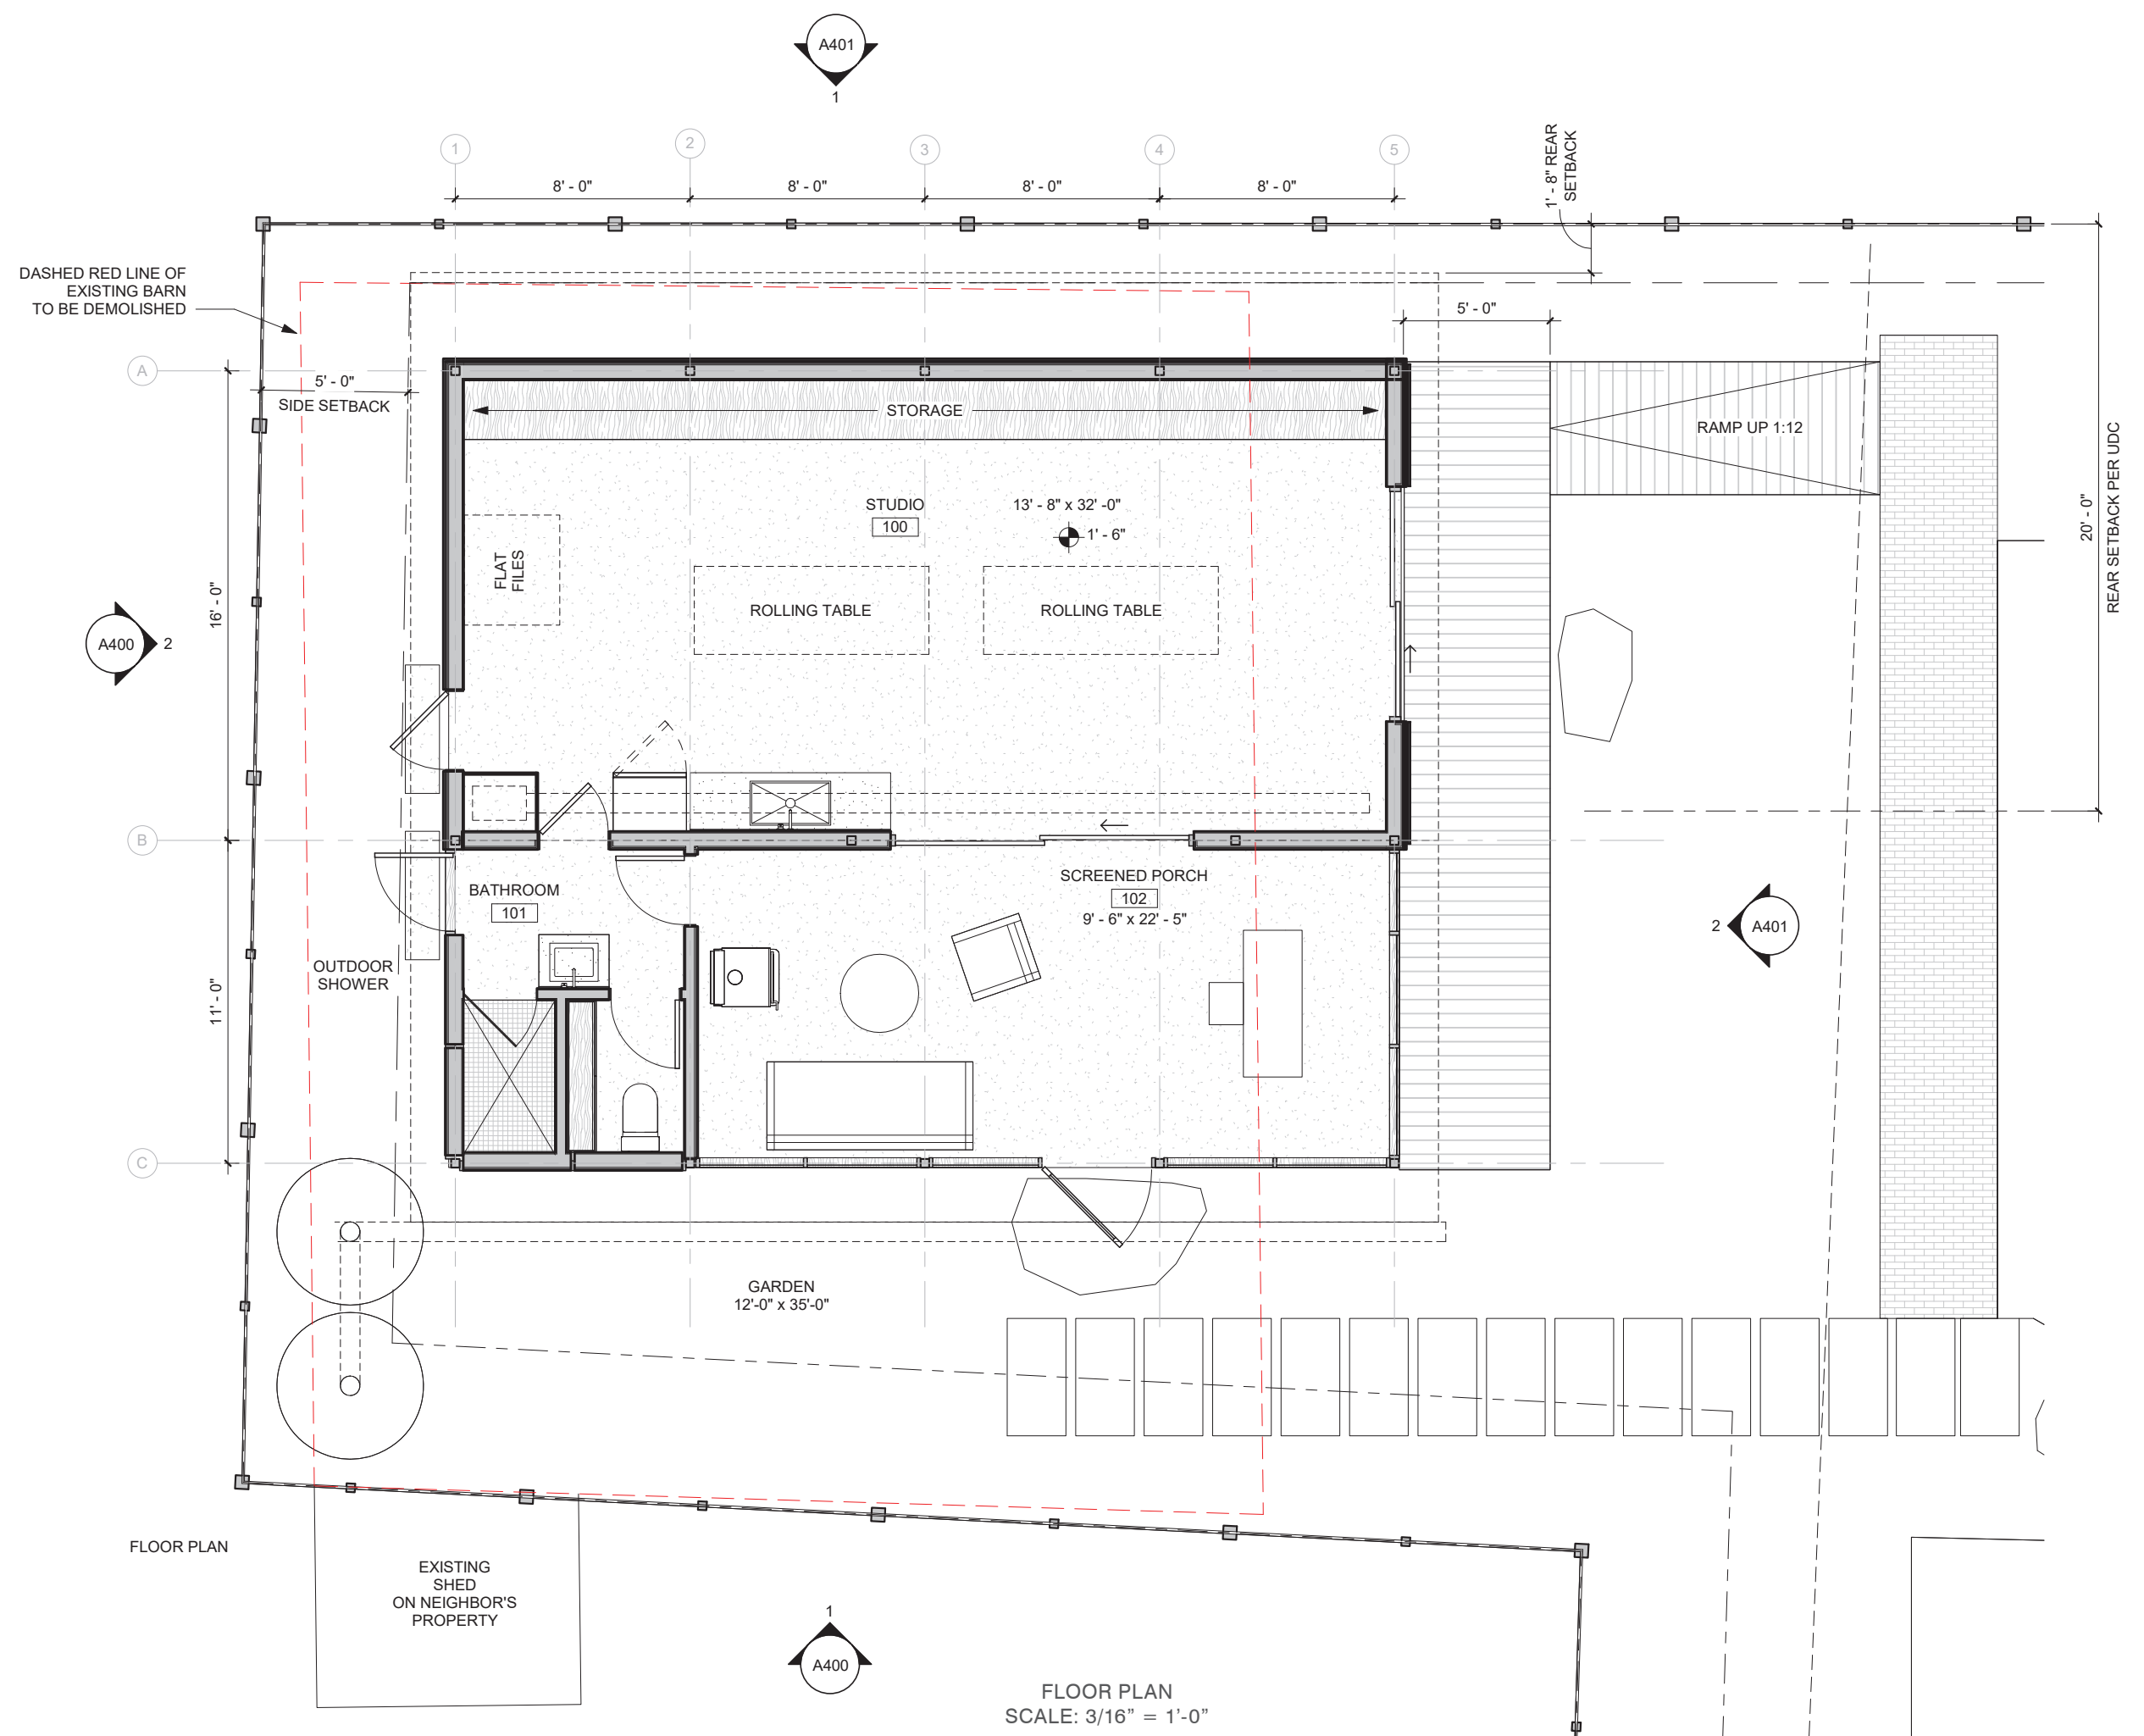 A401
1
1
2
3
4
5
8' - 0"
8' - 0"
8' - 0"
8' - 0"
1' - 8" REAR
SETBACK
DASHED RED LINE OF
EXISTING BARN
TO BE DEMOLISHED
5' - 0"
A
5' - 0"
SIDE SETBACK
STORAGE
RAMP UP 1:12
STUDIO
100
13' - 8" x 32' -0"
1' - 6"
20' - 0"
REAR SETBACK PER UDC
FLAT
FILES
16' - 0"
ROLLING TABLE
ROLLING TABLE
A400
2
B
BATHROOM
101
SCREENED PORCH
102
9' - 6" x 22' - 5"
2
A401
OUTDOOR
SHOWER
11' - 0"
C
GARDEN
12'-0" x 35'-0"
FLOOR PLAN
EXISTING
SHED
ON NEIGHBOR'S
PROPERTY
1
A400
FLOOR PLAN
SCALE: 3/16” = 1’-0”